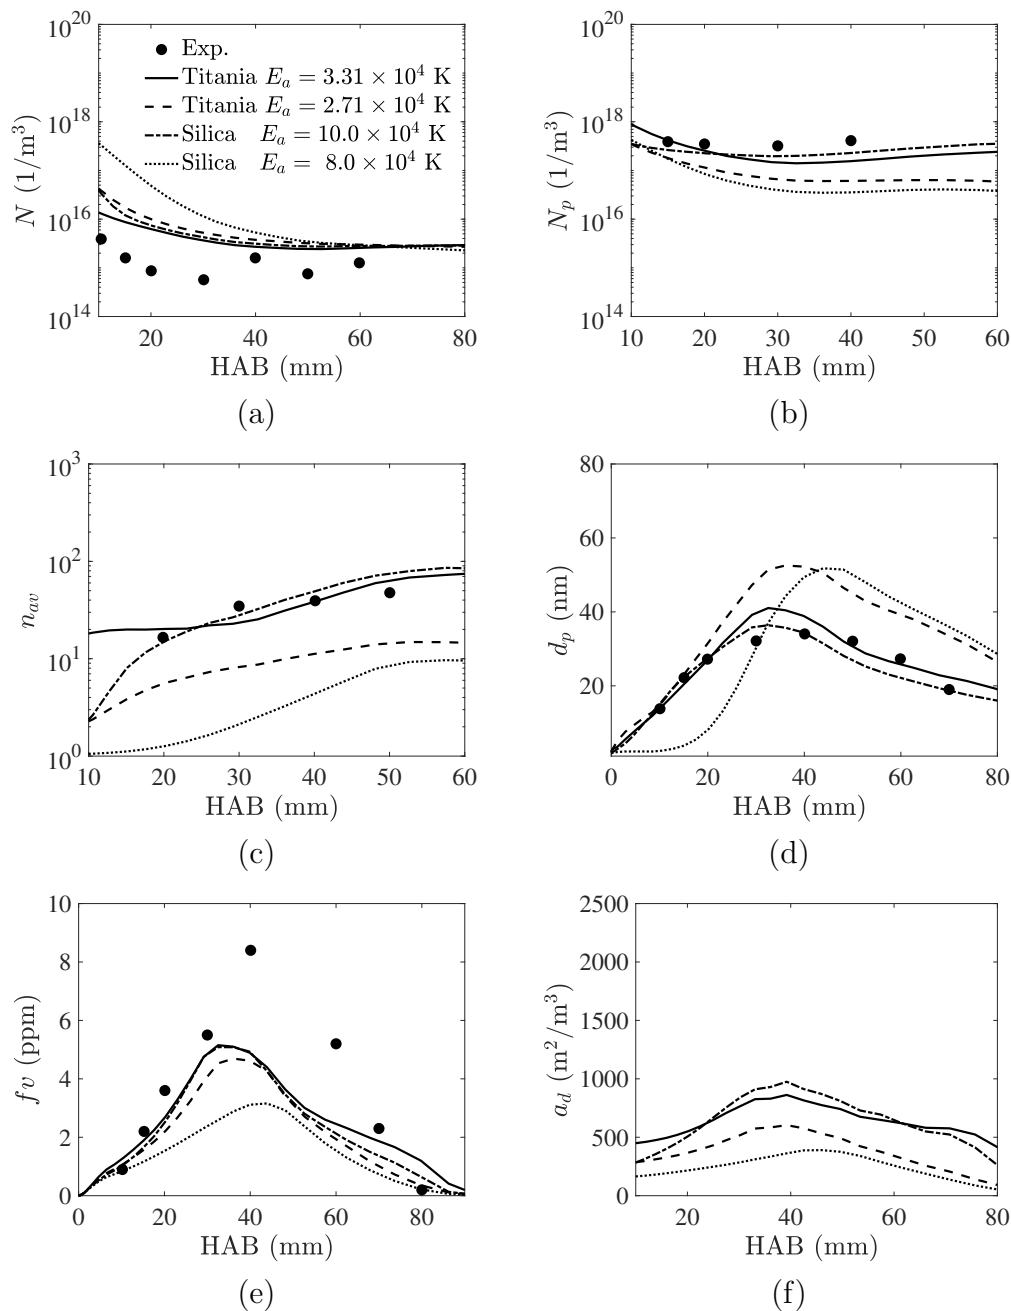 10^20
10^18
10^16
10^14
N (1/m^3)
Exp.
Titania E_a = 3.31 × 10^4 K
Titania E_a = 2.71 × 10^4 K
Silica E_a = 10.0 × 10^4 K
Silica E_a = 8.0 × 10^4 K
20 40 60 80
HAB (mm)
(a)
10^20
10^18
10^16
10^14
N_p (1/m^3)
10 20 30 40 50 60
HAB (mm)
(b)
10^3
10^2
10^1
10^0
n_av
10 20 30 40 50 60
HAB (mm)
(c)
80
60
40
20
d_p (nm)
0 20 40 60 80
HAB (mm)
(d)
10
8
6
4
2
0
fv (ppm)
0 20 40 60 80
HAB (mm)
(e)
2500
2000
1500
1000
500
0
a_d (m^2/m^3)
20 40 60 80
HAB (mm)
(f)